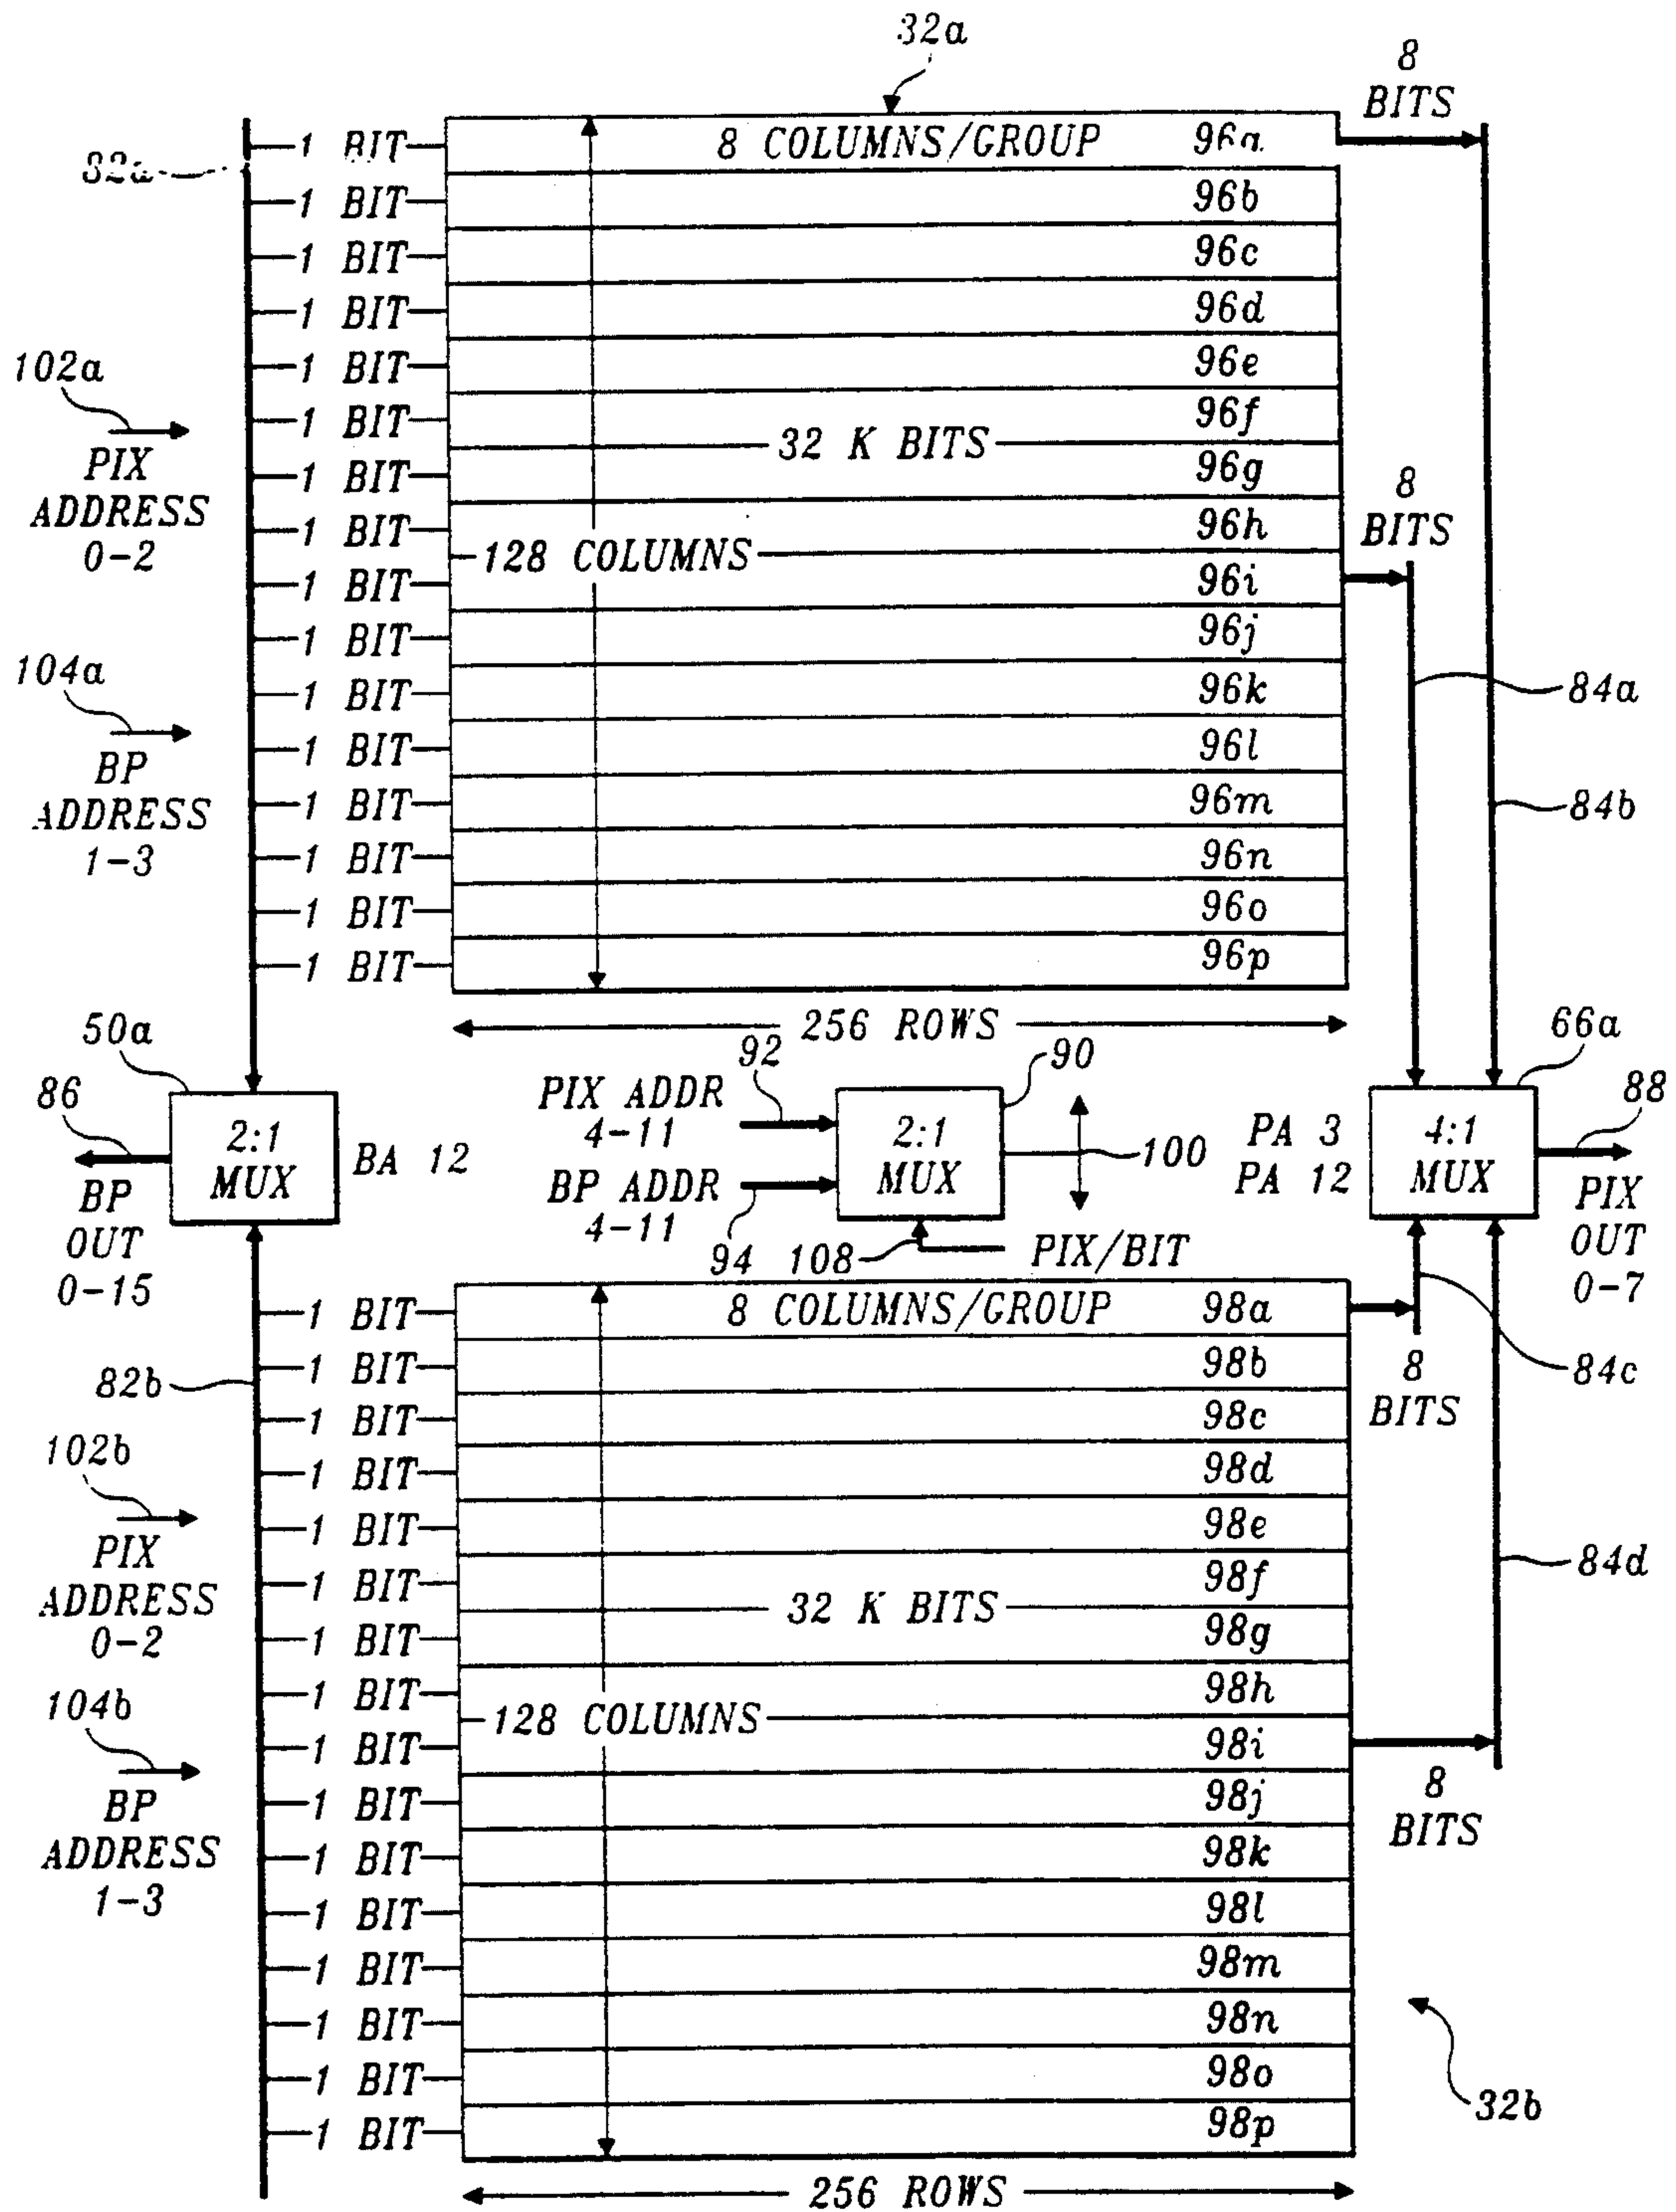 32a
8
BITS
1 BIT 8 COLUMNS/GROUP 96a
82a
1 BIT 96b
1 BIT 96c
1 BIT 96d
1 BIT 96e
102a
PIX
ADDRESS
0-2
1 BIT 96f
32 K BITS
1 BIT 96g
8
BITS
1 BIT 96h
128 COLUMNS
1 BIT 96i
1 BIT 96j
104a
BP
ADDRESS
1-3
1 BIT 96k
84a
1 BIT 96l
1 BIT 96m
84b
1 BIT 96n
1 BIT 96o
1 BIT 96p
256 ROWS
50a
86
2:1
MUX
BA 12
BP
OUT
0-15
92
PIX ADDR
4-11
BP ADDR
4-11
94
90
2:1
MUX
100
108
PIX/BIT
PA 3
PA 12
66a
4:1
MUX
88
PIX
OUT
0-7
1 BIT 8 COLUMNS/GROUP 98a
82b
1 BIT 98b
8
BITS
84c
1 BIT 98c
1 BIT 98d
102b
PIX
ADDRESS
0-2
1 BIT 98e
84d
1 BIT 98f
32 K BITS
1 BIT 98g
1 BIT 98h
128 COLUMNS
104b
BP
ADDRESS
1-3
1 BIT 98i
8
BITS
1 BIT 98j
1 BIT 98k
1 BIT 98l
1 BIT 98m
1 BIT 98n
1 BIT 98o
32b
1 BIT 98p
256 ROWS